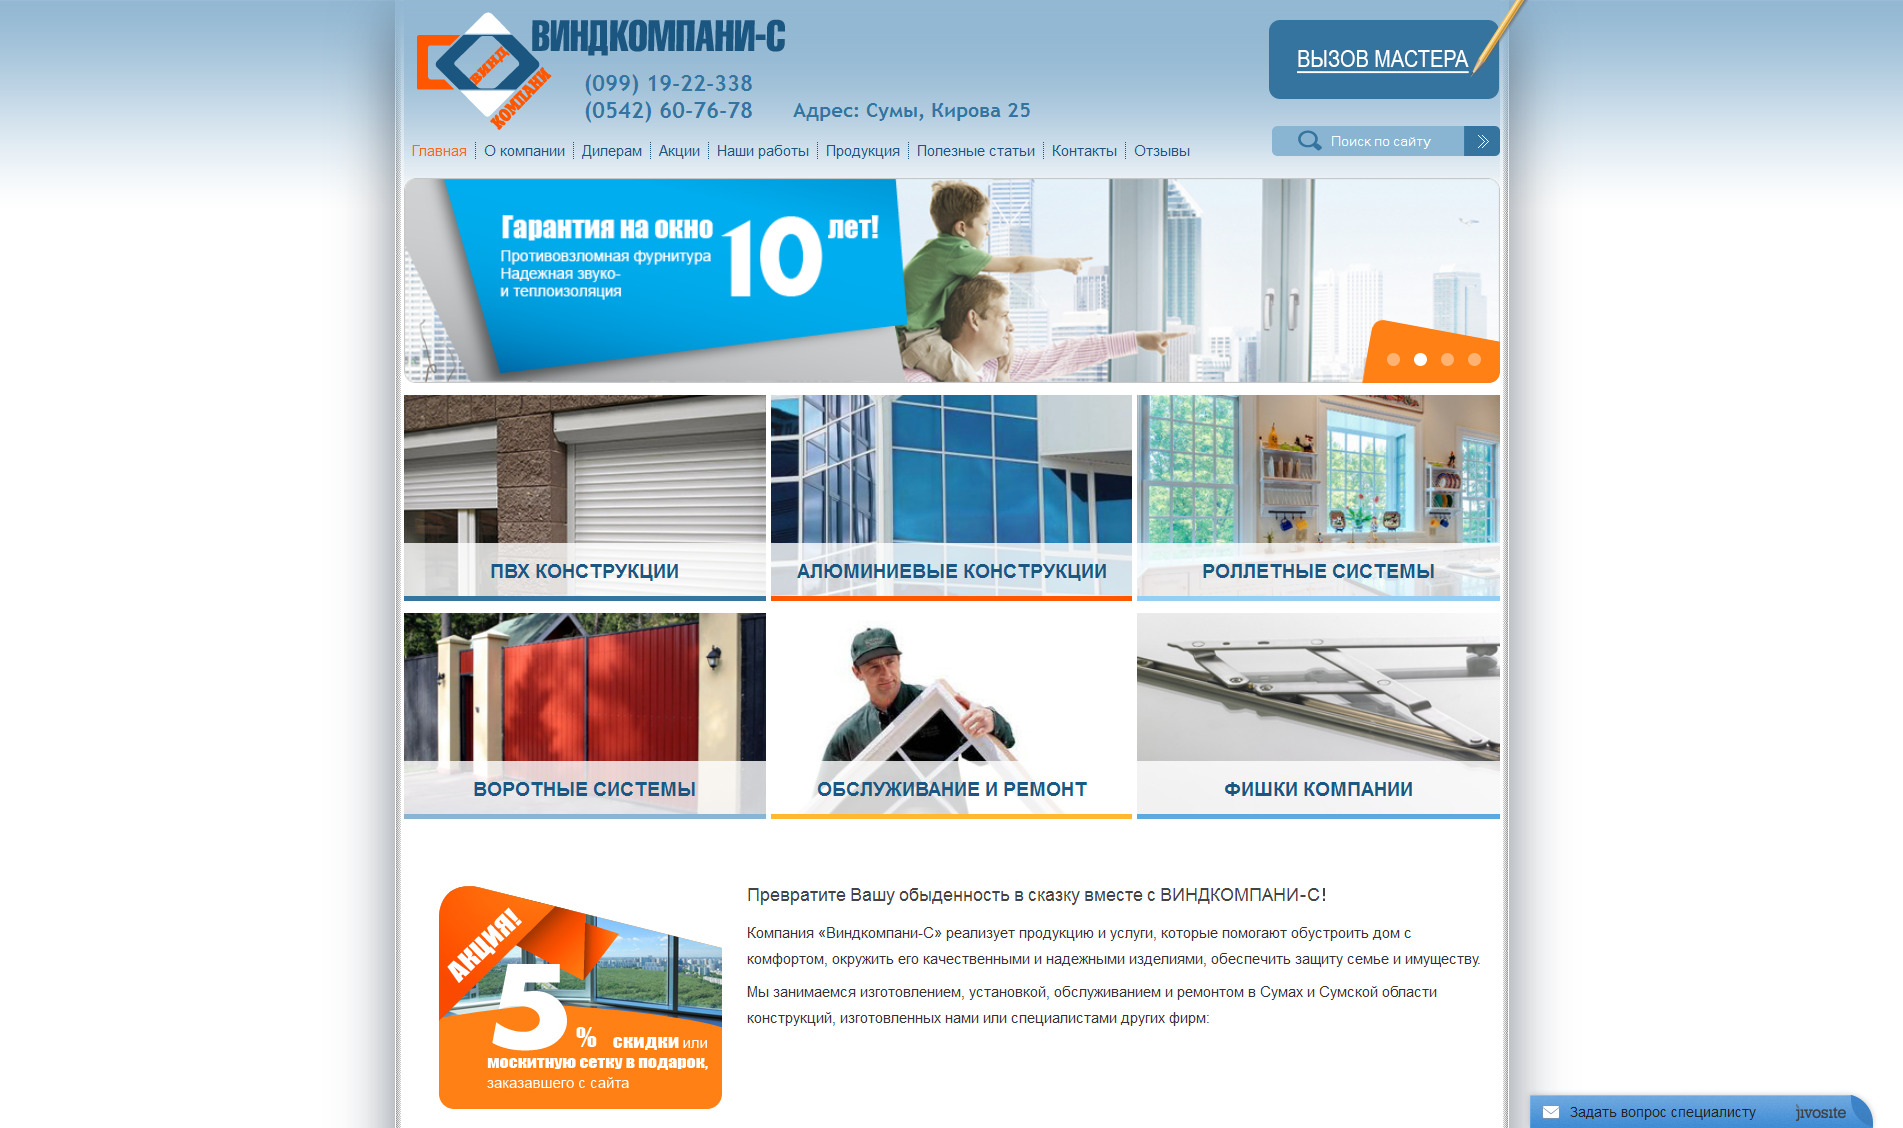 ВИНД
КОМПАНИ
ВИНДКОМПАНИ-С
(099) 19-22-338
(0542) 60-76-78
Адрес: Сумы, Кирова 25
ВЫЗОВ МАСТЕРА
Поиск по сайту
Главная О компании Дилерам Акции Наши работы Продукция Полезные статьи Контакты Отзывы
Гарантия на окно 10 лет!
Противовзломная фурнитура
Надежная звуко-
и теплоизоляция
ПВХ КОНСТРУКЦИИ
АЛЮМИНИЕВЫЕ КОНСТРУКЦИИ
РОЛЛЕТНЫЕ СИСТЕМЫ
ВОРОТНЫЕ СИСТЕМЫ
ОБСЛУЖИВАНИЕ И РЕМОНТ
ФИШКИ КОМПАНИИ
АКЦИЯ!
5% скидки или
москитную сетку в подарок,
заказавшего с сайта
Превратите Вашу обыденность в сказку вместе с ВИНДКОМПАНИ-С!
Компания «Виндкомпани-С» реализует продукцию и услуги, которые помогают обустроить дом с
комфортом, окружить его качественными и надежными изделиями, обеспечить защиту семье и имуществу.
Мы занимаемся изготовлением, установкой, обслуживанием и ремонтом в Сумах и Сумской области
конструкций, изготовленных нами или специалистами других фирм:
Задать вопрос специалисту
jivosite